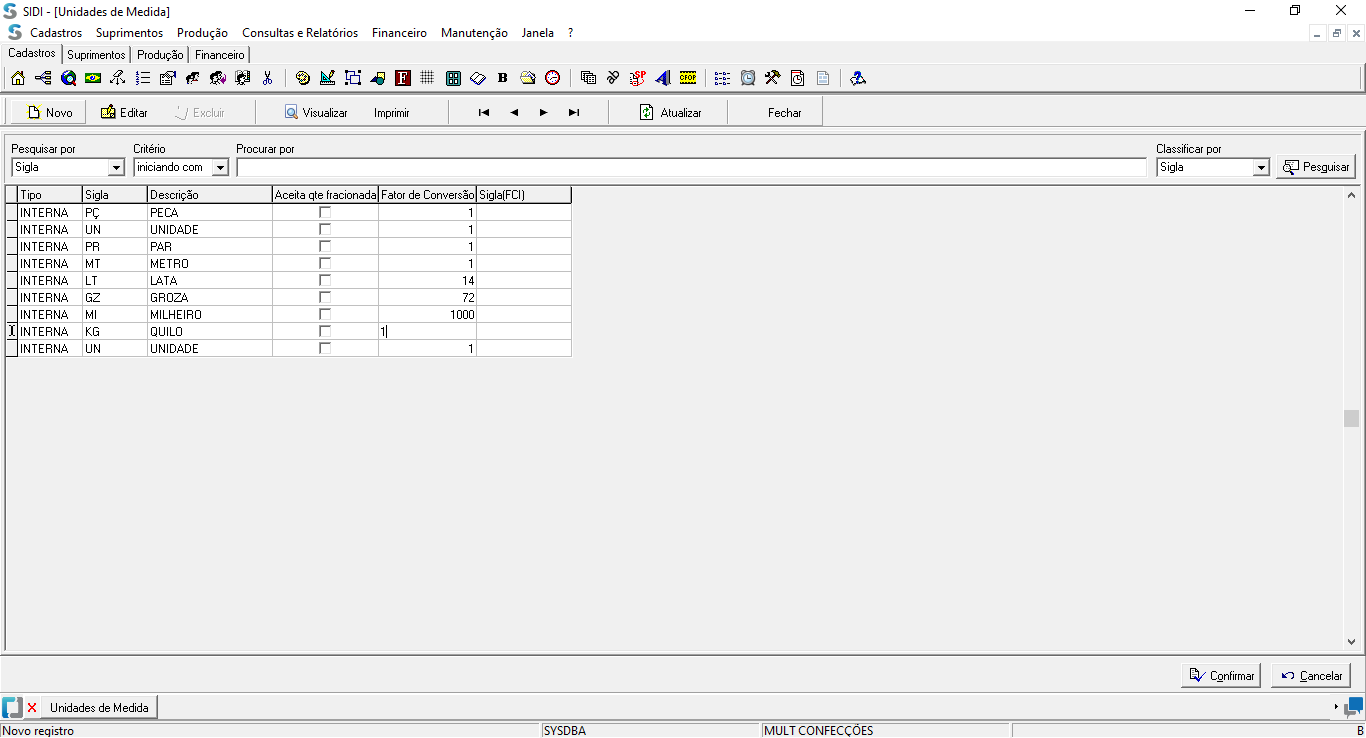 SIDI - [Unidades de Medida]
Cadastros Suprimentos Produção Consultas e Relatórios Financeiro Manutenção Janela ?
Cadastros Suprimentos Produção Financeiro
F B SP CFOP
Novo Editar Excluir Visualizar Imprimir Atualizar Fechar
Pesquisar por Critério Procurar por Classificar por
Sigla iniciando com Sigla Pesquisar
Tipo Sigla Descrição Aceita qte fracionada Fator de Conversão Sigla(FCI)
INTERNA PÇ PECA 1
INTERNA UN UNIDADE 1
INTERNA PR PAR 1
INTERNA MT METRO 1
INTERNA LT LATA 14
INTERNA GZ GROZA 72
INTERNA MI MILHEIRO 1000
INTERNA KG QUILO 1
INTERNA UN UNIDADE 1
Confirmar Cancelar
Unidades de Medida
Novo registro SYSDBA MULT CONFECÇÕES B